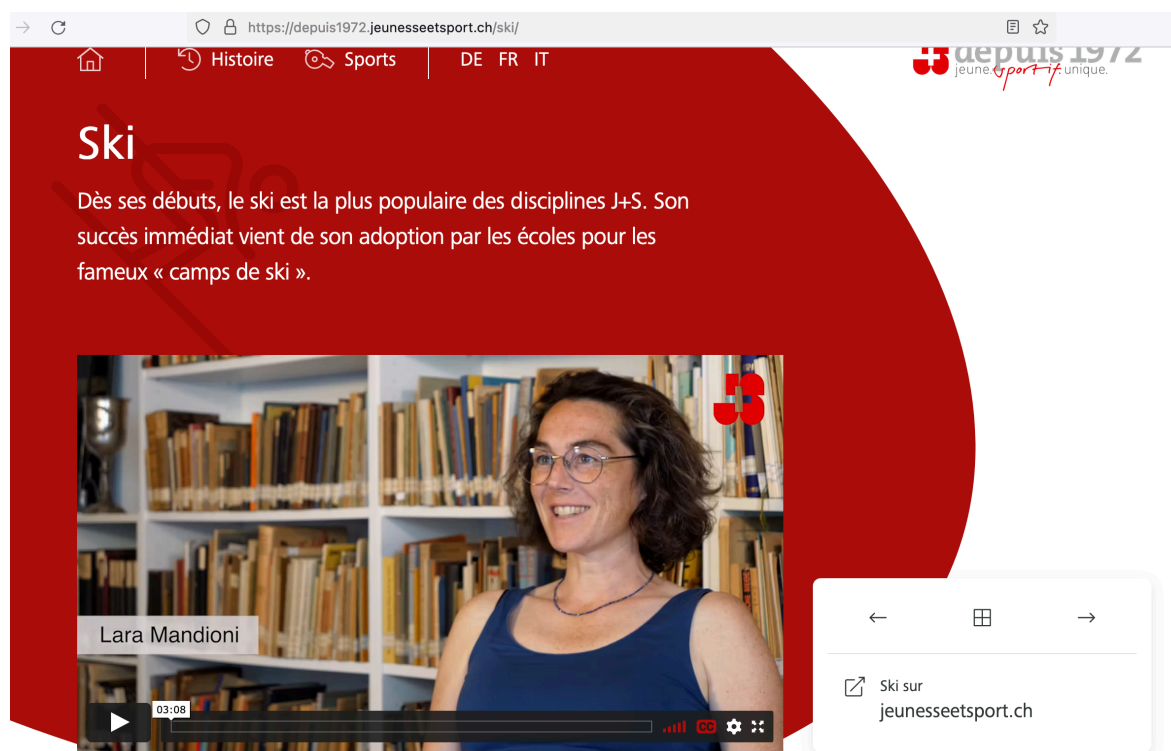 https://depuis1972.jeunesseetsport.ch/ski/
Histoire Sports DE FR IT
depuis 1972
jeune. sportif. unique.
Ski
Dès ses débuts, le ski est la plus populaire des disciplines J+S. Son
succès immédiat vient de son adoption par les écoles pour les
fameux « camps de ski ».
Lara Mandioni
03:08
CC
Ski sur
jeunesseetsport.ch